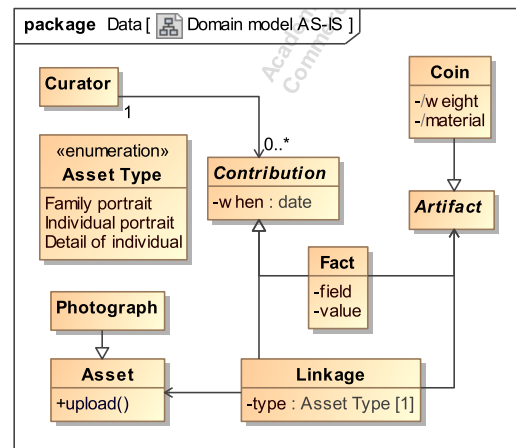 package Data [ Domain model AS-IS ]
Curator
1
0..*
Coin
-/weight
-/material
«enumeration»
Asset Type
Family portrait
Individual portrait
Detail of individual
Contribution
-when : date
Artifact
Fact
-field
-value
Photograph
Asset
+upload()
Linkage
-type : Asset Type [1]